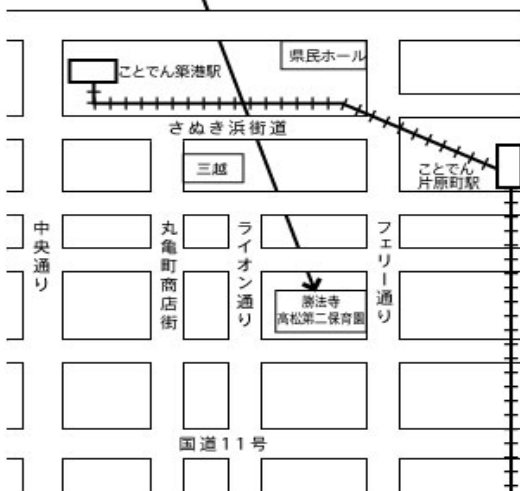 県民ホール
ことでん築港駅
さぬき浜街道
三越
ことでん
片原町駅
中央通り
丸亀町商店街
ライオン通り
フェリー通り
勝法寺
高松第二保育園
国道11号